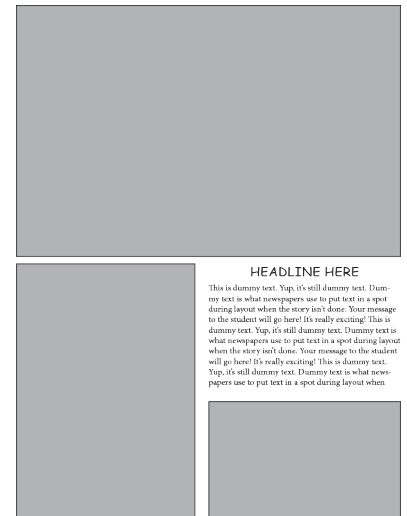 HEADLINE HERE
This is dummy text. Yup, it's still dummy text. Dum-
my text is what newspapers use to put text in a spot
during layout when the story isn't done. Your message
to the student will go here! It's really exciting! This is
dummy text. Yup, it's still dummy text. Dummy text is
what newspapers use to put text in a spot during layout
when the story isn't done. Your message to the student
will go here! It's really exciting! This is dummy text.
Yup, it's still dummy text. Dummy text is what news-
papers use to put text in a spot during layout when